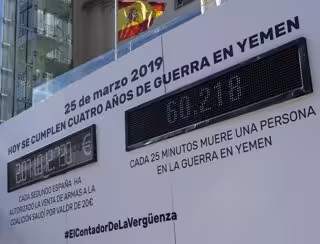 25 de marzo 2019
HOY SE CUMPLEN CUATRO AÑOS DE GUERRA EN YEMEN
60,218
CADA 25 MINUTOS MUERE UNA PERSONA
EN LA GUERRA EN YEMEN
€
CADA SEGUNDO ESPAÑA HA
AUTORIZADO LA VENTA DE ARMAS A LA
COALICIÓN SAUDÍ POR VALOR DE 20€
#ElContadorDeLaVergüenza